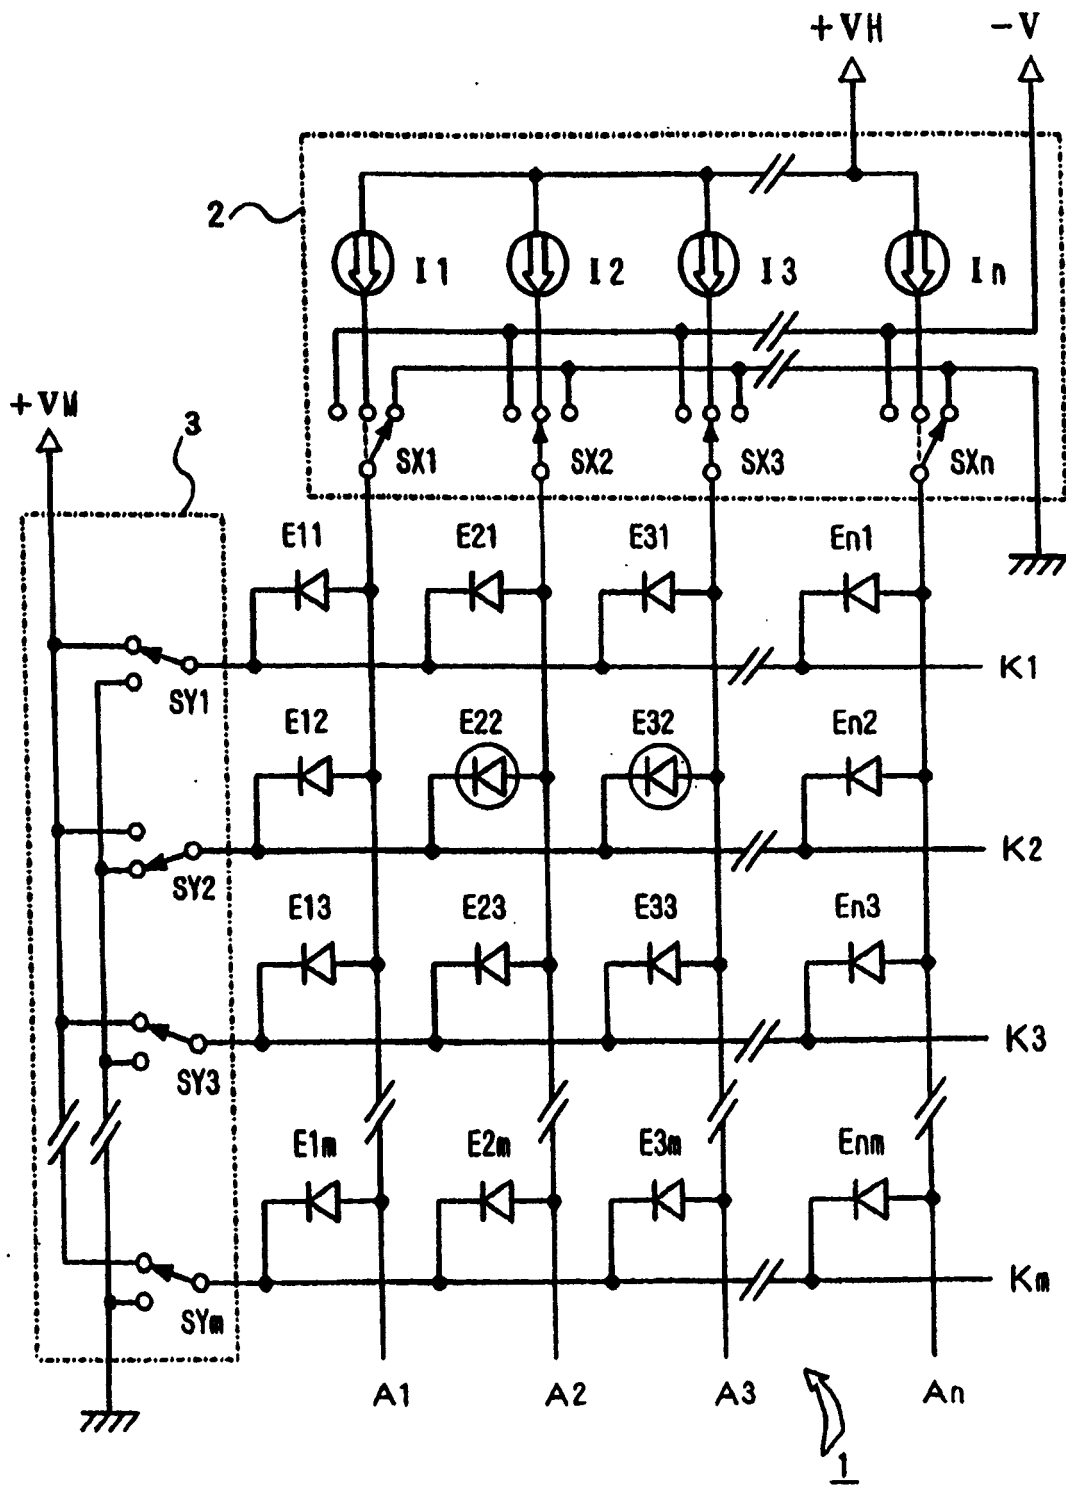 +VH -V
2
I1 I2 I3 In
+VM
3
SX1 SX2 SX3 SXn
E11 E21 E31 En1
K1
SY1
E12 E22 E32 En2
K2
SY2
E13 E23 E33 En3
K3
SY3
E1m E2m E3m Enm
Km
SYm
A1 A2 A3 An
1